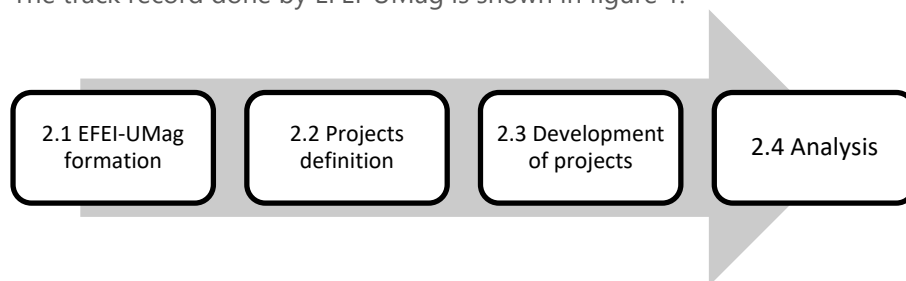 The track record done by EFEI-UMag is shown in figure 1.
2.1 EFEI-UMag
formation
2.2 Projects
definition
2.3 Development
of projects
2.4 Analysis